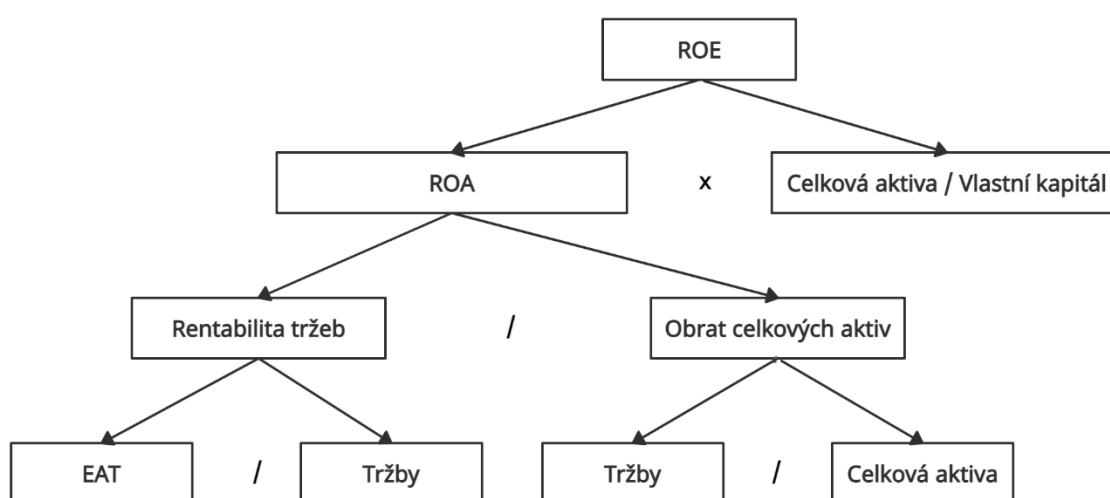 ROE
ROA x Celková aktiva / Vlastní kapitál
Rentabilita tržeb / Obrat celkových aktiv
EAT / Tržby Tržby / Celková aktiva